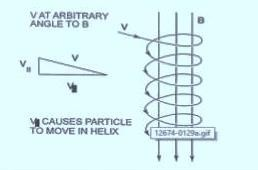 V AT ARBITRARY
ANGLE TO B
V
B
V
V
V
V CAUSES PARTICLE
TO MOVE IN HELIX
12674-0129a.gif